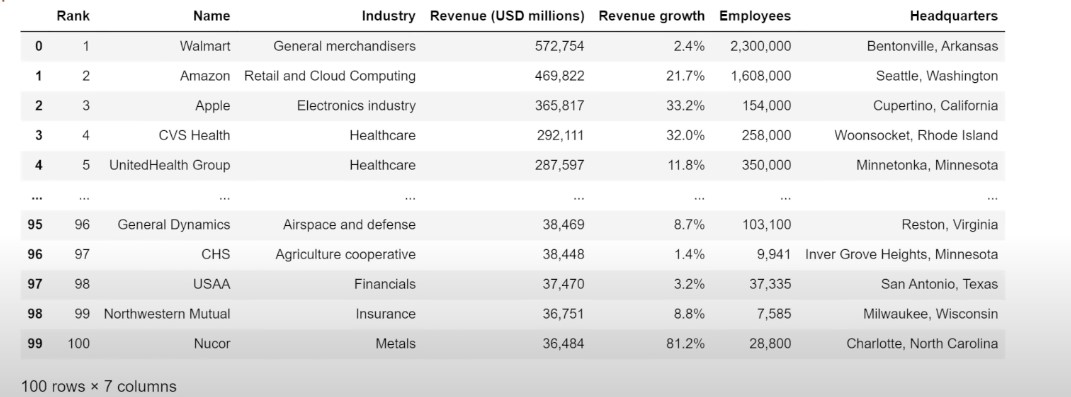 Rank Name Industry Revenue (USD millions) Revenue growth Employees Headquarters
0 1 Walmart General merchandisers 572,754 2.4% 2,300,000 Bentonville, Arkansas
1 2 Amazon Retail and Cloud Computing 469,822 21.7% 1,608,000 Seattle, Washington
2 3 Apple Electronics industry 365,817 33.2% 154,000 Cupertino, California
3 4 CVS Health Healthcare 292,111 32.0% 258,000 Woonsocket, Rhode Island
4 5 UnitedHealth Group Healthcare 287,597 11.8% 350,000 Minnetonka, Minnesota
... ... ... ... ... ... ... ...
95 96 General Dynamics Airspace and defense 38,469 8.7% 103,100 Reston, Virginia
96 97 CHS Agriculture cooperative 38,448 1.4% 9,941 Inver Grove Heights, Minnesota
97 98 USAA Financials 37,470 3.2% 37,335 San Antonio, Texas
98 99 Northwestern Mutual Insurance 36,751 8.8% 7,585 Milwaukee, Wisconsin
99 100 Nucor Metals 36,484 81.2% 28,800 Charlotte, North Carolina
100 rows × 7 columns